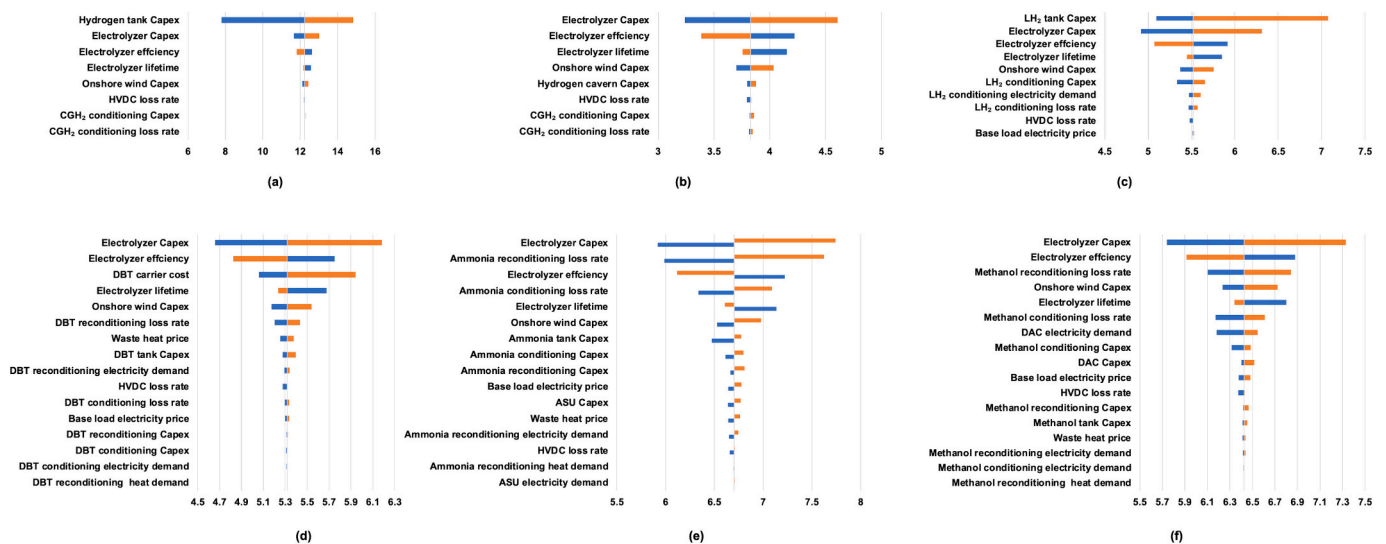 Hydrogen tank Capex
Electrolyzer Capex
Electrolyzer effciency
Electrolyzer lifetime
Onshore wind Capex
HVDC loss rate
CGH₂ conditioning Capex
CGH₂ conditioning loss rate
6 8 10 12 14 16
(a)
Electrolyzer Capex
Electrolyzer effciency
Electrolyzer lifetime
Onshore wind Capex
Hydrogen cavern Capex
HVDC loss rate
CGH₂ conditioning Capex
CGH₂ conditioning loss rate
3 3.5 4 4.5 5
(b)
LH₂ tank Capex
Electrolyzer Capex
Electrolyzer effciency
Electrolyzer lifetime
Onshore wind Capex
LH₂ conditioning Capex
LH₂ conditioning electricity demand
LH₂ conditioning loss rate
HVDC loss rate
Base load electricity price
4.5 5 5.5 6 6.5 7 7.5
(c)
Electrolyzer Capex
Electrolyzer effciency
DBT carrier cost
Electrolyzer lifetime
Onshore wind Capex
DBT reconditioning loss rate
Waste heat price
DBT tank Capex
DBT reconditioning electricity demand
HVDC loss rate
DBT conditioning loss rate
Base load electricity price
DBT reconditioning Capex
DBT conditioning Capex
DBT conditioning electricity demand
DBT reconditioning heat demand
4.5 4.7 4.9 5.1 5.3 5.5 5.7 5.9 6.1 6.3
(d)
Electrolyzer Capex
Ammonia reconditioning loss rate
Electrolyzer effciency
Ammonia conditioning loss rate
Electrolyzer lifetime
Onshore wind Capex
Ammonia tank Capex
Ammonia conditioning Capex
Ammonia reconditioning Capex
Base load electricity price
ASU Capex
Waste heat price
Ammonia reconditioning electricity demand
HVDC loss rate
Ammonia reconditioning heat demand
ASU electricity demand
5.5 6 6.5 7 7.5 8
(e)
Electrolyzer Capex
Electrolyzer effciency
Methanol reconditioning loss rate
Onshore wind Capex
Electrolyzer lifetime
Methanol conditioning loss rate
DAC electricity demand
Methanol conditioning Capex
DAC Capex
Base load electricity price
HVDC loss rate
Methanol reconditioning Capex
Methanol tank Capex
Waste heat price
Methanol reconditioning electricity demand
Methanol conditioning electricity demand
Methanol reconditioning heat demand
5.5 5.7 5.9 6.1 6.3 6.5 6.7 6.9 7.1 7.3 7.5
(f)